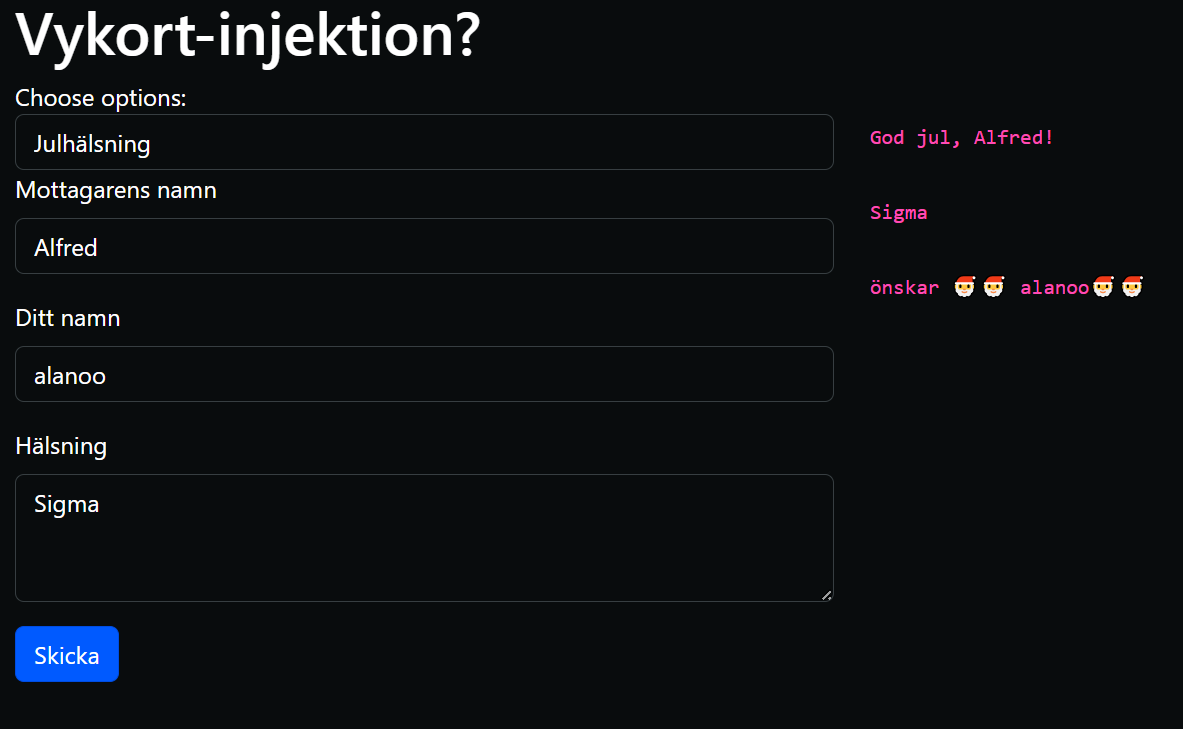 Vykort-injektion?
Choose options:
Julhälsning
Mottagarens namn
Alfred
Ditt namn
alanoo
Hälsning
Sigma
Skicka
God jul, Alfred!
Sigma
önskar 🎅🎅 alanoo🎅🎅